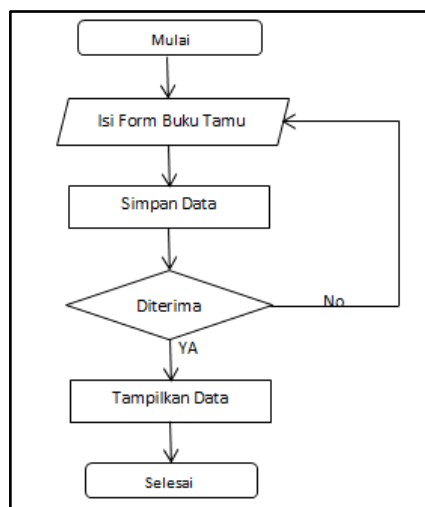 Mulai
Isi Form Buku Tamu
Simpan Data
Diterima
No
YA
Tampilkan Data
Selesai